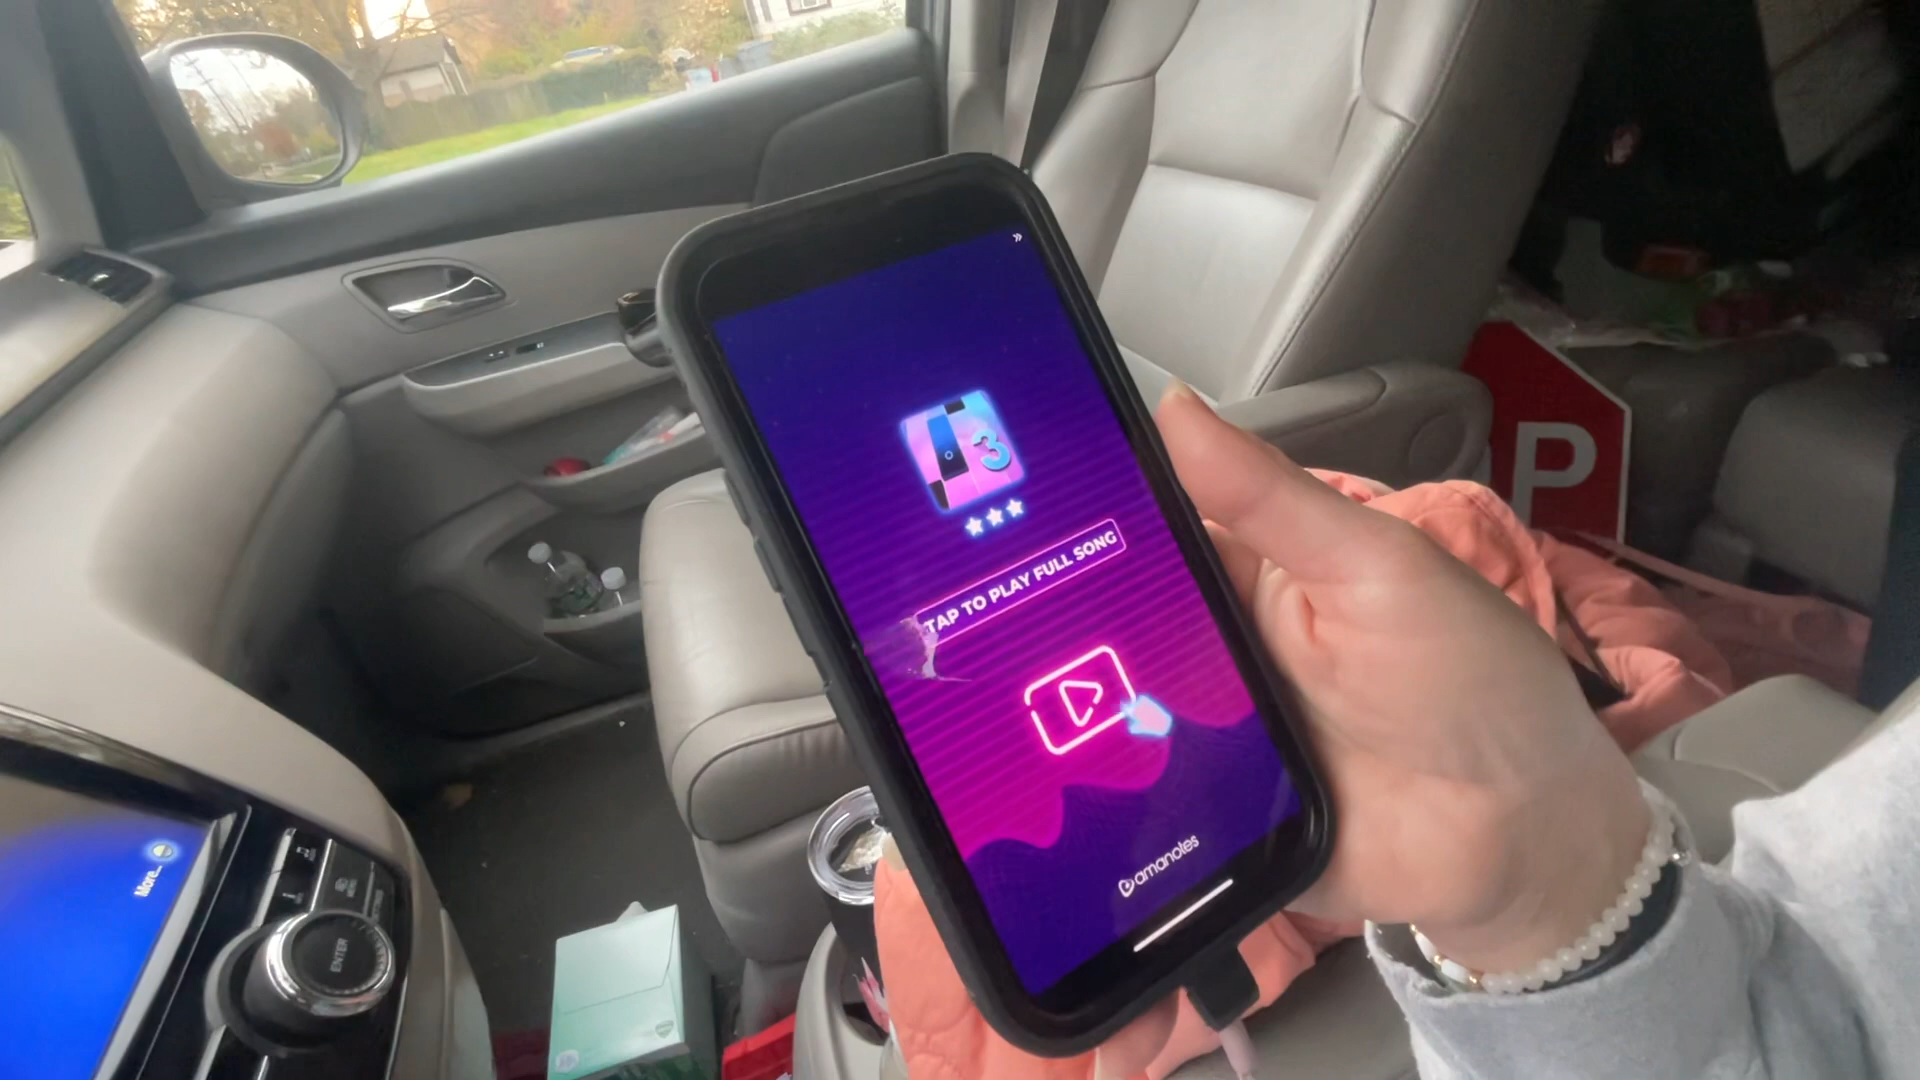 »
3
TAP TO PLAY FULL SONG
amanotes
P
More...
ENTER